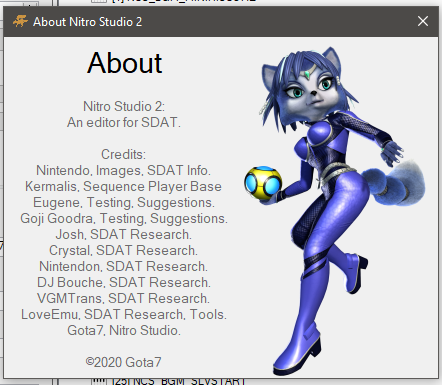 About Nitro Studio 2
About
Nitro Studio 2:
An editor for SDAT.
Credits:
Nintendo, Images, SDAT Info.
Kermalis, Sequence Player Base
Eugene, Testing, Suggestions.
Goji Goodra, Testing, Suggestions.
Josh, SDAT Research.
Crystal, SDAT Research.
Nintendon, SDAT Research.
DJ Bouche, SDAT Research.
VGMTrans, SDAT Research.
LoveEmu, SDAT Research, Tools.
Gota7, Nitro Studio.
©2020 Gota7